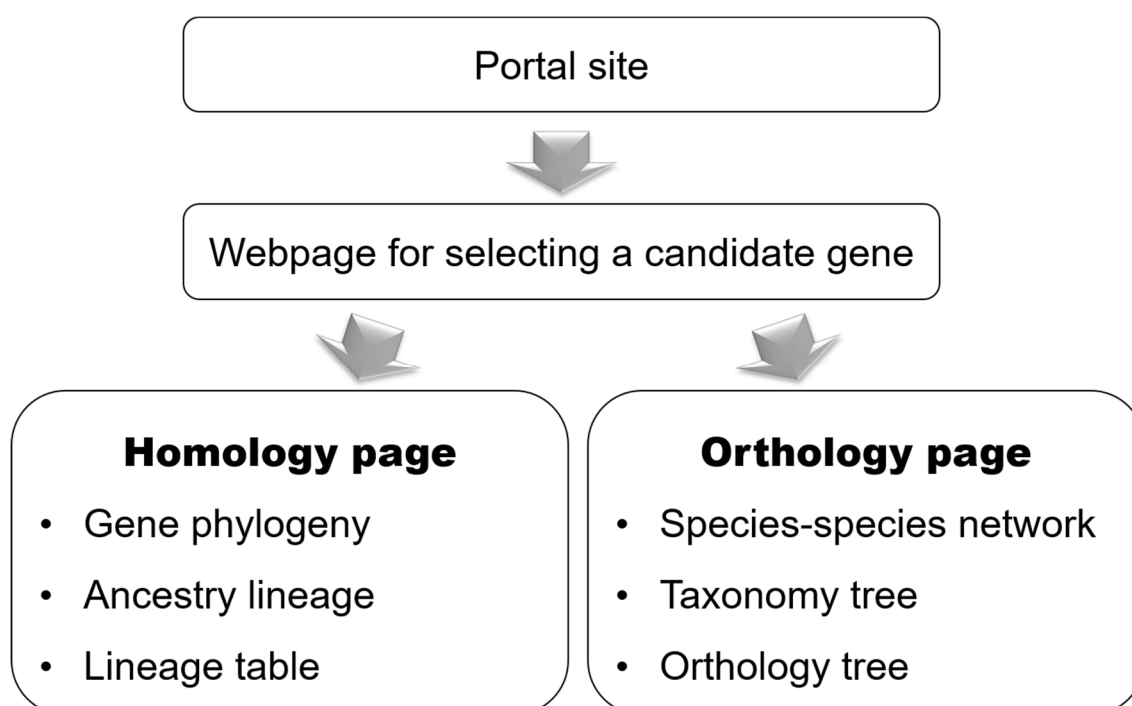 Portal site
Webpage for selecting a candidate gene
Homology page
• Gene phylogeny
• Ancestry lineage
• Lineage table
Orthology page
• Species-species network
• Taxonomy tree
• Orthology tree